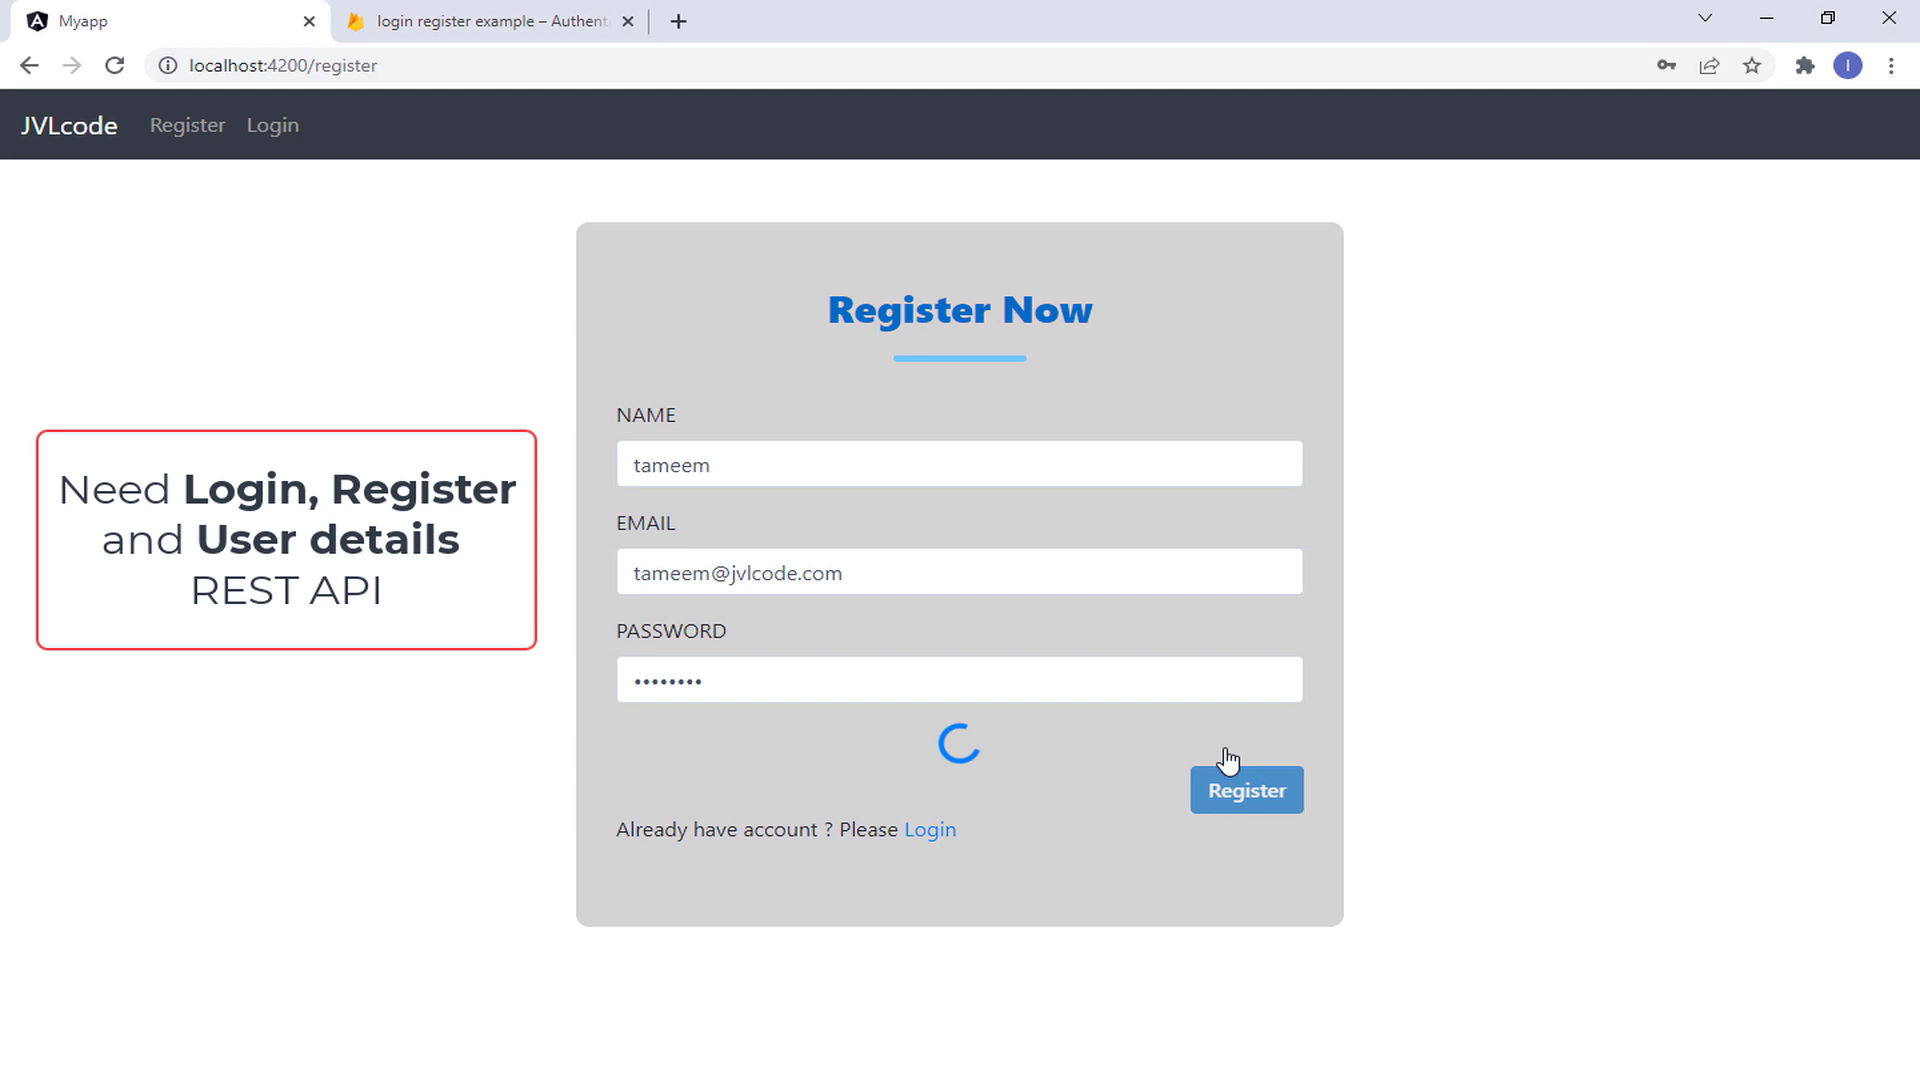 Myapp
login register example – Authent
localhost:4200/register
I
JVLcode Register Login
Register Now
NAME
tameem
EMAIL
tameem@jvlcode.com
PASSWORD
••••••••
Register
Already have account ? Please Login
Need Login, Register
and User details
REST API